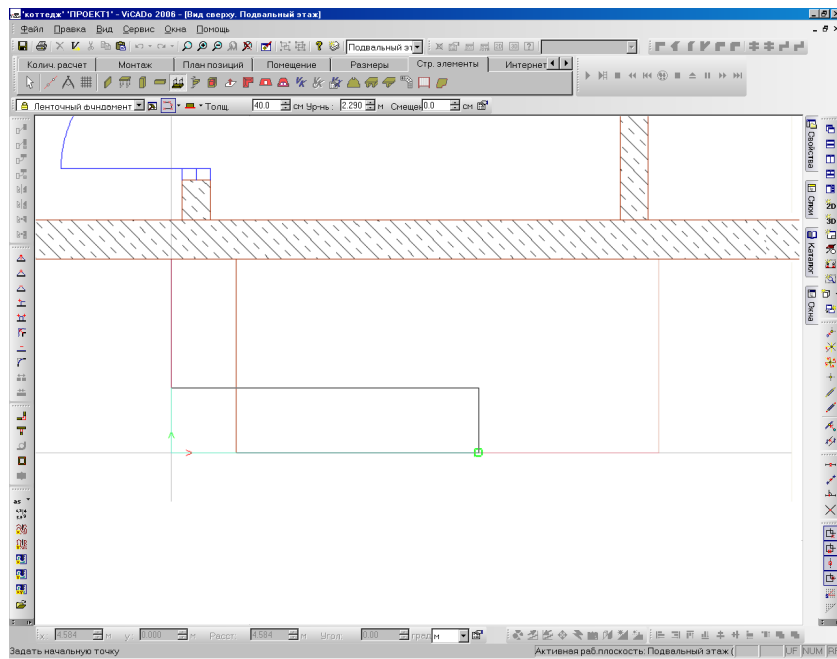 "коттедж" 'ПРОЕКТ1' - ViCADo 2006 - [Вид сверху. Подвальный этаж]
Файл Правка Вид Сервис Окна Помощь
Подвальный эт
Колич. расчет Монтаж План позиций Помещение Размеры Стр. элементы Интернет
Ленточный фундамент Толщ. 40.0 см Ур-нь: 2.290 м Смещен 0.0 см
Свойства
2D
Слои
3D
Каталог
Окна
as
x: 4.584 м y: 0.000 м Расст. 4.584 м Угол: 0.00 град м
Задать начальную точку Активная раб.плоскость: Подвальный этаж ( UF NUM